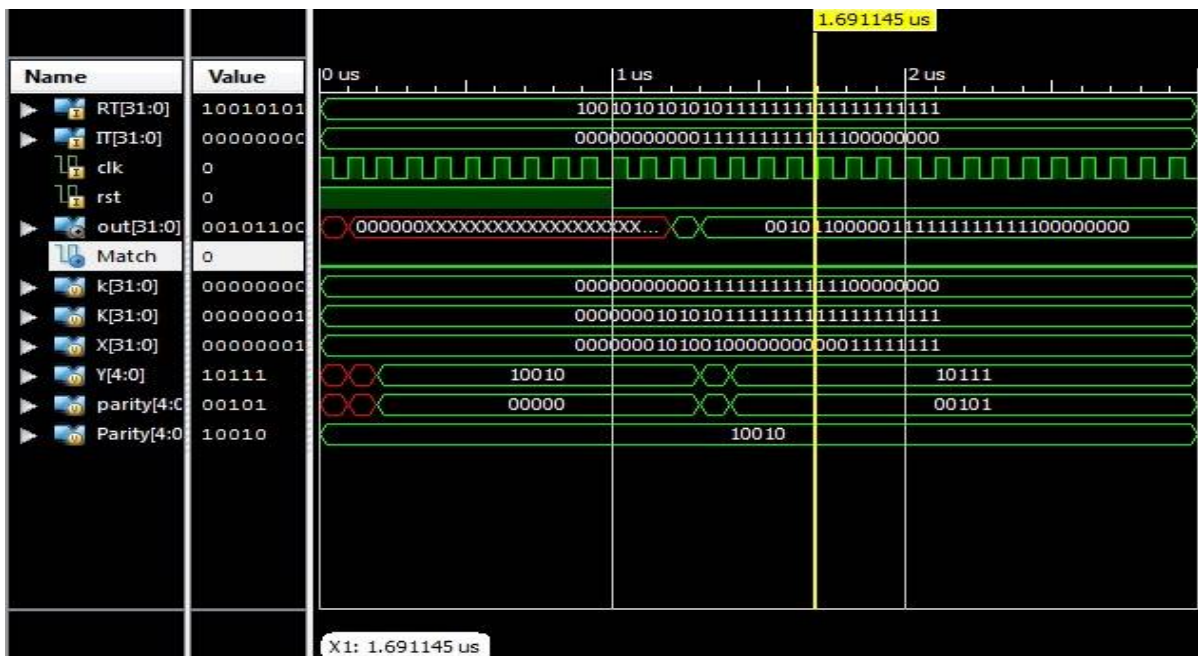 1.691145 us
Name Value 0 us 1 us 2 us
RT[31:0] 10010101 10010101010101111111111111111111
IT[31:0] 0000000C 00000000000111111111111100000000
clk 0
rst 0
out[31:0] 0010110C 000000XXXXXXXXXXXXXXXXXXX... 00101100000111111111111100000000
Match 0
k[31:0] 0000000C 00000000000111111111111100000000
K[31:0] 00000001 00000001010101111111111111111111
X[31:0] 00000001 00000001010010000000000011111111
Y[4:0] 10111 10010 10111
parity[4:0 00101 00000 00101
Parity[4:0 10010 10010
X1: 1.691145 us